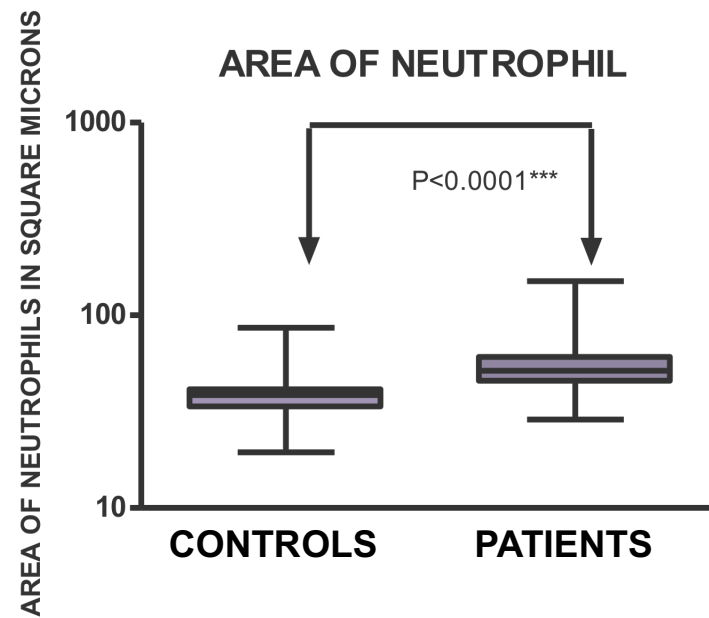 AREA OF NEUTROPHIL
AREA OF NEUTROPHILS IN SQUARE MICRONS
1000
P<0.0001***
100
10
CONTROLS
PATIENTS